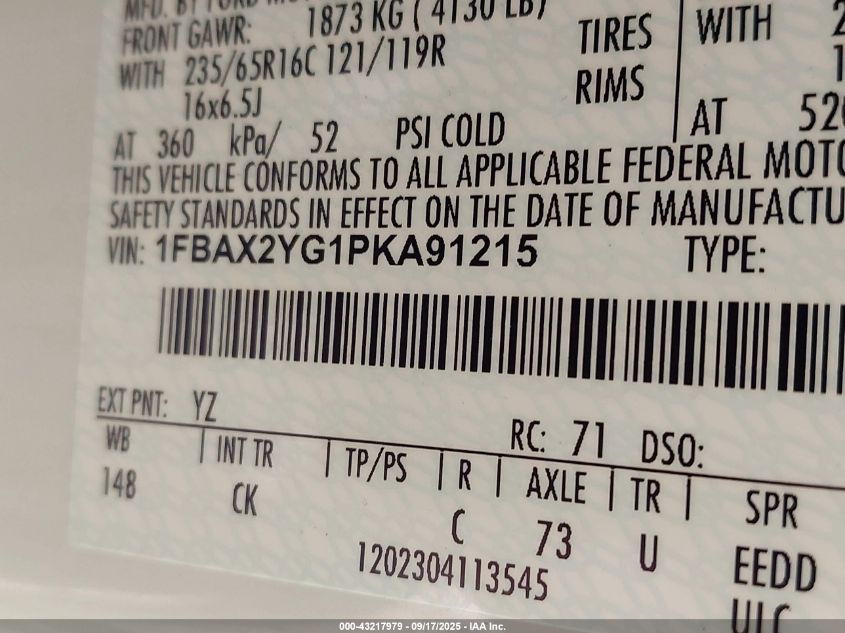 MFD. BY FORD
FRONT GAWR: 1873 KG ( 4130 LB)
WITH 235/65R16C 121/119R TIRES WITH
16x6.5J RIMS
AT 360 kPa/ 52 PSI COLD AT
THIS VEHICLE CONFORMS TO ALL APPLICABLE FEDERAL
SAFETY STANDARDS IN EFFECT ON THE DATE OF
VIN: 1FBAX2YG1PKA91215 TYPE:
EXT PNT: YZ RC: 71 DSO:
WB INT TR TP/PS R AXLE TR SPR
148 CK C 73 U EEDD
1202304113545
000-43217979 - 09/17/2025 - IAA Inc.